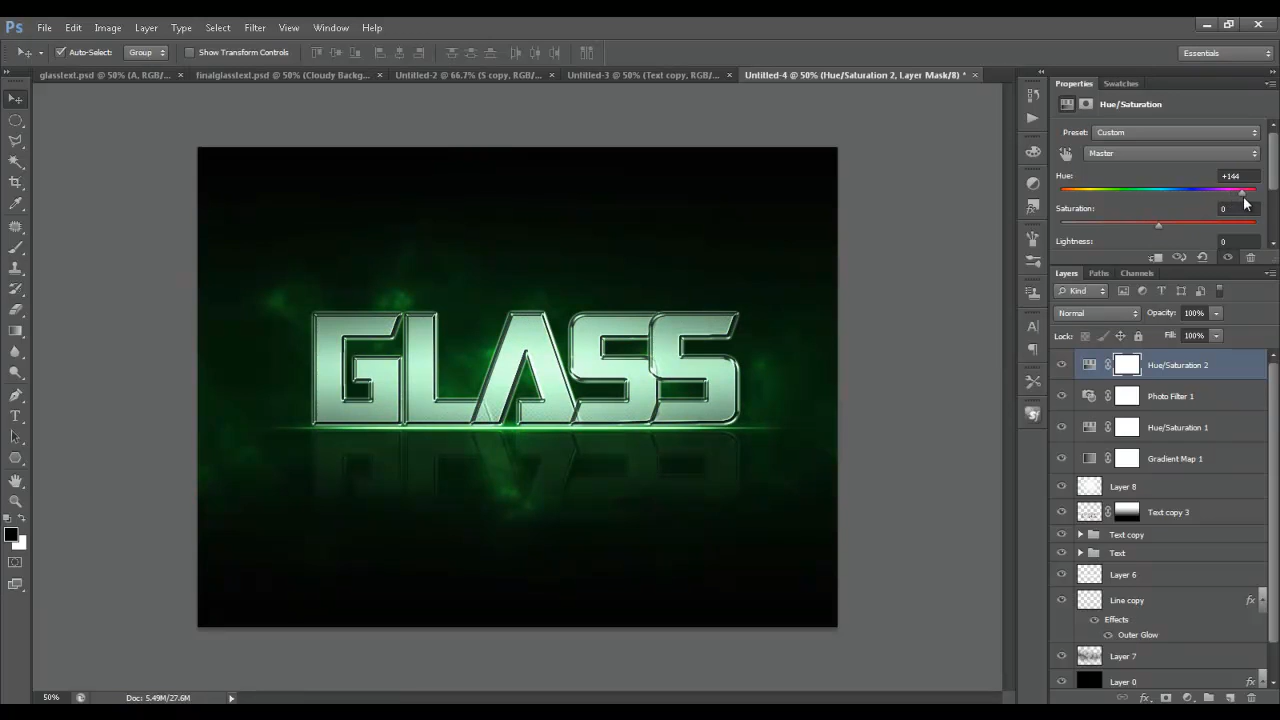 Ps File Edit Image Layer Type Select Filter View Window Help
Auto-Select: Group Show Transform Controls Essentials
glasstext.psd @ 50% (A, RGB/... × finalglasstext.psd @ 50% (Cloudy Backg... × Untitled-2 @ 66.7% (S copy, RGB/... × Untitled-3 @ 50% (Text copy, RGB/... × Untitled-4 @ 50% (Hue/Saturation 2, Layer Mask/8) * ×
Properties Swatches
Hue/Saturation
Preset: Custom
Master
Hue: +144
Saturation: 0
Lightness: 0
Layers Paths Channels
Kind
Normal Opacity: 100%
Lock: Fill: 100%
Hue/Saturation 2
Photo Filter 1
Hue/Saturation 1
Gradient Map 1
Layer 8
Text copy 3
Text copy
Text
Layer 6
Line copy fx
Effects
Outer Glow
Layer 7
Layer 0 fx
GLASS
50% Doc: 5.49M/27.6M